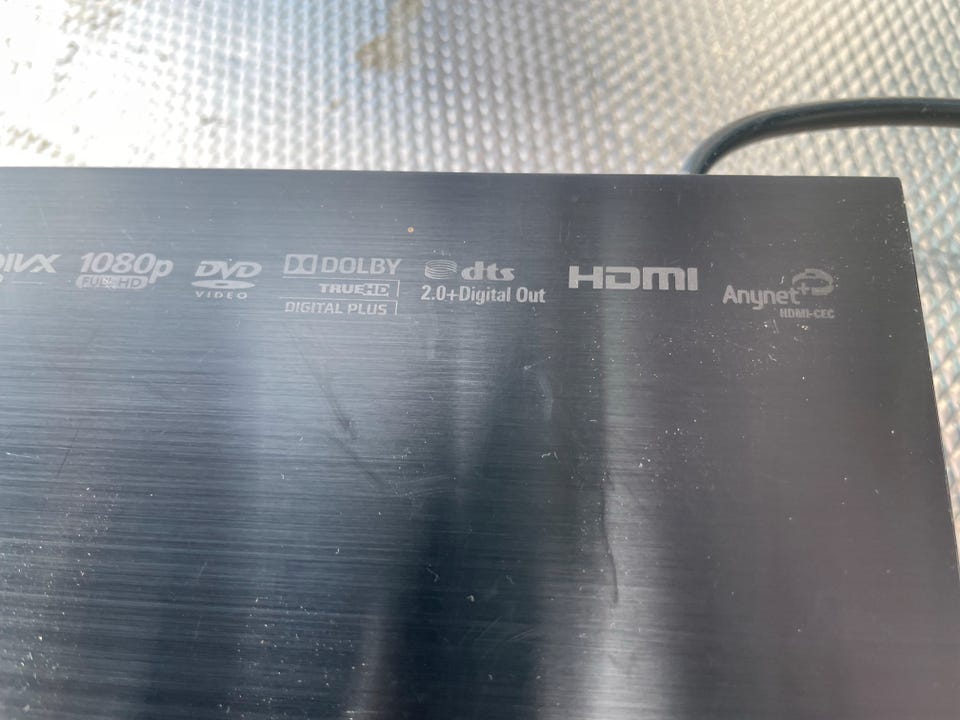 DIVX
1080p
FULL HD
DVD
VIDEO
DOLBY
TRUEHD
DIGITAL PLUS
dts
2.0+Digital Out
HDMI
Anynet+
HDMI-CEC